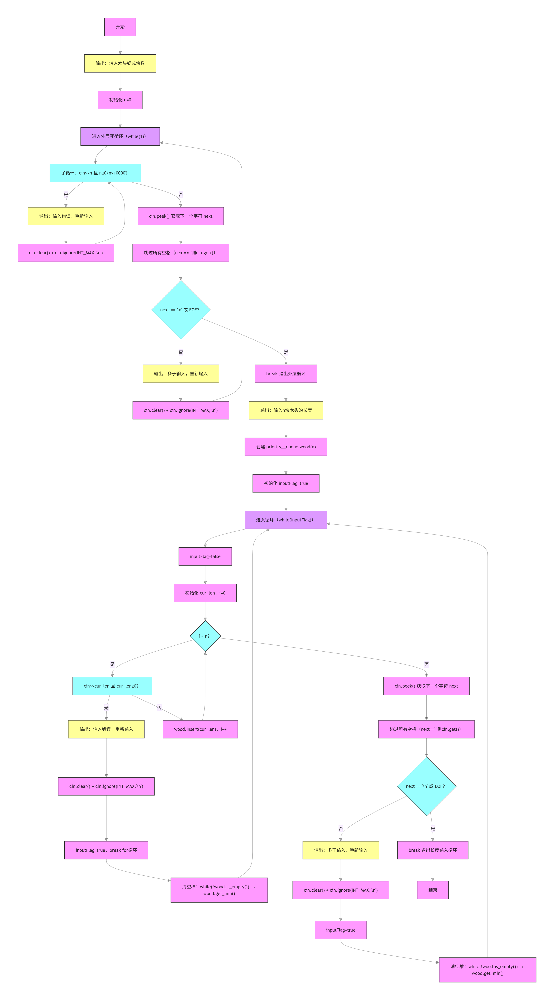 开始
输出：输入木头锯成块数
初始化 n=0
进入外层死循环（while(1)）
子循环：cin>>n 且 n≤0/n>10000？
是
否
输出：输入错误，重新输入
cin.peek() 获取下一个字符 next
cin.clear() + cin.ignore(INT_MAX,'\n')
跳过所有空格（next==' '则cin.get()）
next == '\n' 或 EOF？
否
是
输出：多于输入，重新输入
break 退出外层循环
cin.clear() + cin.ignore(INT_MAX,'\n')
输出：输入n块木头的长度
创建 priority__queue wood(n)
初始化 inputFlag=true
进入循环（while(inputFlag)）
inputFlag=false
初始化 cur_len，i=0
i < n？
是
否
cin>>cur_len 且 cur_len≤0？
cin.peek() 获取下一个字符 next
是
否
输出：输入错误，重新输入
wood.insert(cur_len)，i++
跳过所有空格（next==' '则cin.get()）
cin.clear() + cin.ignore(INT_MAX,'\n')
next == '\n' 或 EOF？
否
是
inputFlag=true，break for循环
输出：多于输入，重新输入
break 退出长度输入循环
清空堆：while(!wood.is_empty()) →
wood.get_min()
cin.clear() + cin.ignore(INT_MAX,'\n')
结束
inputFlag=true
清空堆：while(!wood.is_empty()) →
wood.get_min()